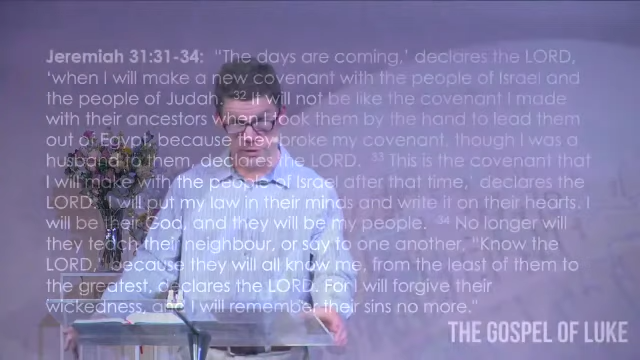 Jeremiah 31:31-34: “The days are coming,’ declares the LORD,
‘when I will make a new covenant with the people of Israel and
the people of Judah. 32 It will not be like the covenant I made
with their ancestors when I took them by the hand to lead them
out of Egypt, because they broke my covenant, though I was a
husband to them, declares the LORD. 33 This is the covenant that
I will make with the people of Israel after that time,’ declares the
LORD. ‘I will put my law in their minds and write it on their hearts. I
will be their God, and they will be my people. 34 No longer will
they teach their neighbour, or say to one another, “Know the
LORD,” because they will all know me, from the least of them to
the greatest, declares the LORD. For I will forgive their
wickedness, and I will remember their sins no more."
THE GOSPEL OF LUKE